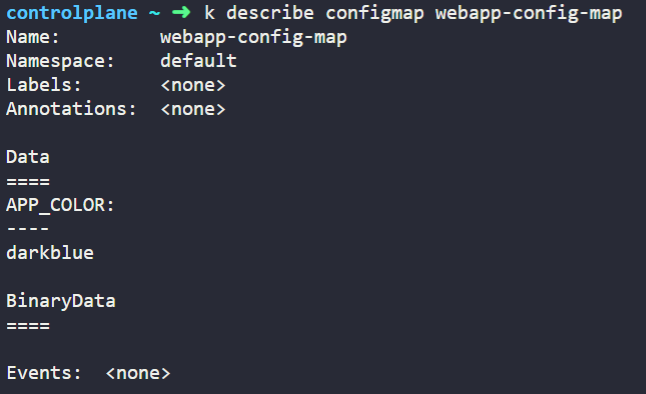 controlplane ~ ➜ k describe configmap webapp-config-map
Name:         webapp-config-map
Namespace:    default
Labels:       <none>
Annotations:  <none>

Data
====
APP_COLOR:
----
darkblue

BinaryData
====

Events:  <none>